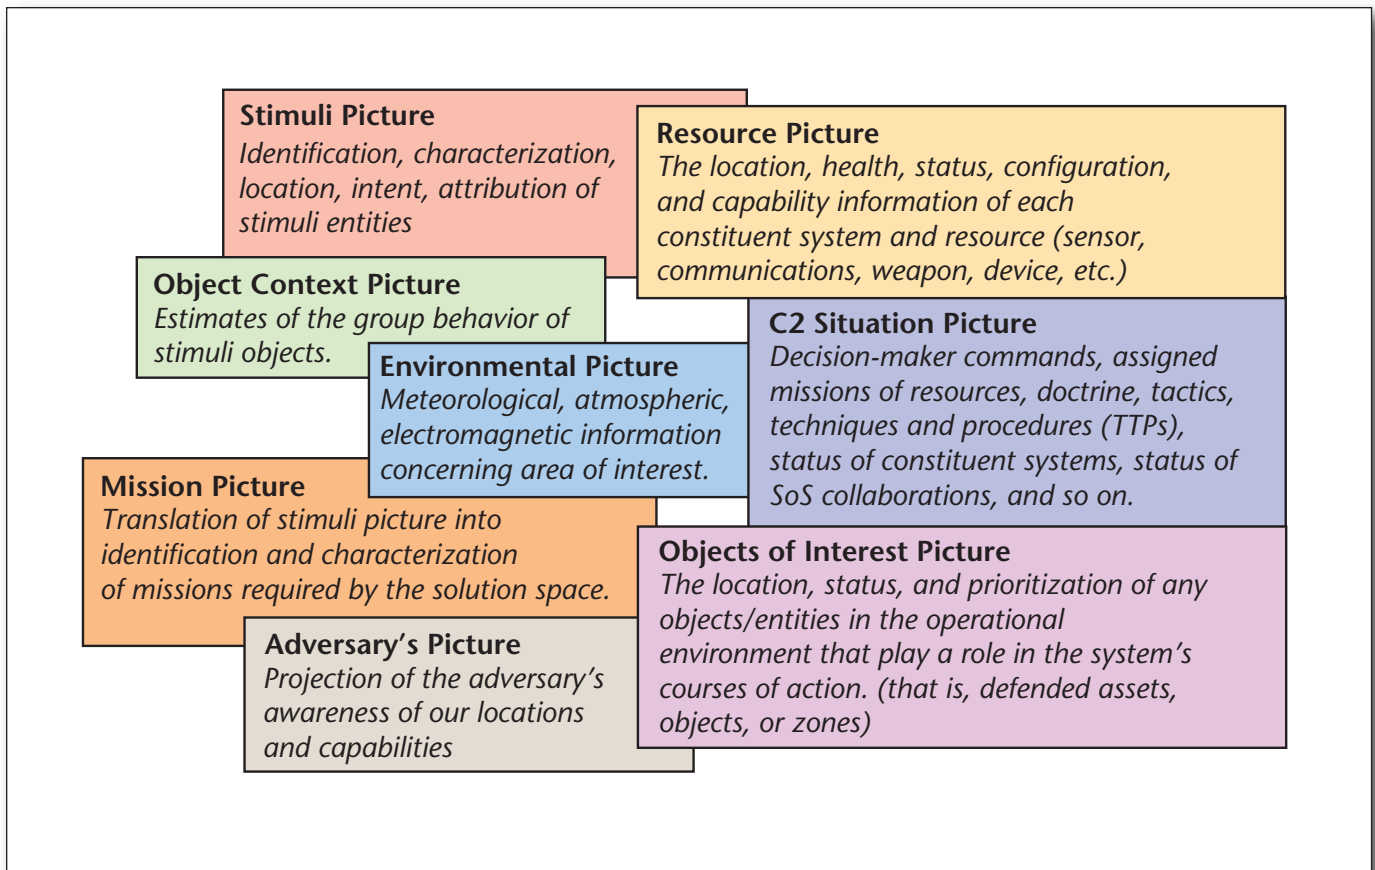 Stimuli Picture
Identification, characterization,
location, intent, attribution of
stimuli entities
Resource Picture
The location, health, status, configuration,
and capability information of each
constituent system and resource (sensor,
communications, weapon, device, etc.)
Object Context Picture
Estimates of the group behavior of
stimuli objects.
C2 Situation Picture
Decision-maker commands, assigned
missions of resources, doctrine, tactics,
techniques and procedures (TTPs),
status of constituent systems, status of
SoS collaborations, and so on.
Environmental Picture
Meteorological, atmospheric,
electromagnetic information
concerning area of interest.
Mission Picture
Translation of stimuli picture into
identification and characterization
of missions required by the solution space.
Objects of Interest Picture
The location, status, and prioritization of any
objects/entities in the operational
environment that play a role in the system’s
courses of action. (that is, defended assets,
objects, or zones)
Adversary’s Picture
Projection of the adversary’s
awareness of our locations
and capabilities